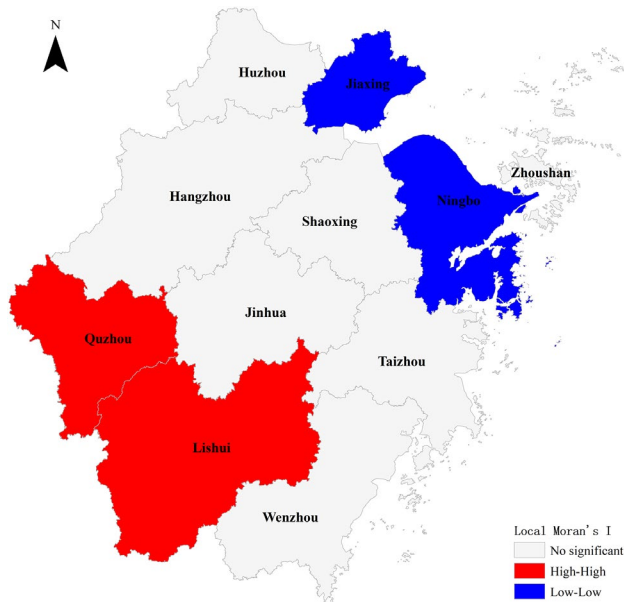 N
Huzhou
Jiaxing
Zhoushan
Hangzhou
Ningbo
Shaoxing
Jinhua
Quzhou
Taizhou
Lishui
Wenzhou
Local Moran's I
No significant
High-High
Low-Low